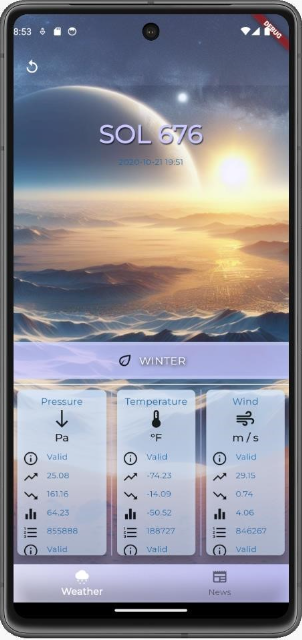 8:53
DEBUG
SOL 676
2020-10-21 19:51
WINTER
Pressure Temperature Wind
Pa °F m/s
Valid Valid Valid
25.08 -74.23 29.15
161.16 -14.09 0.74
64.23 -50.52 4.06
855888 188727 846267
Valid Valid Valid
Weather News